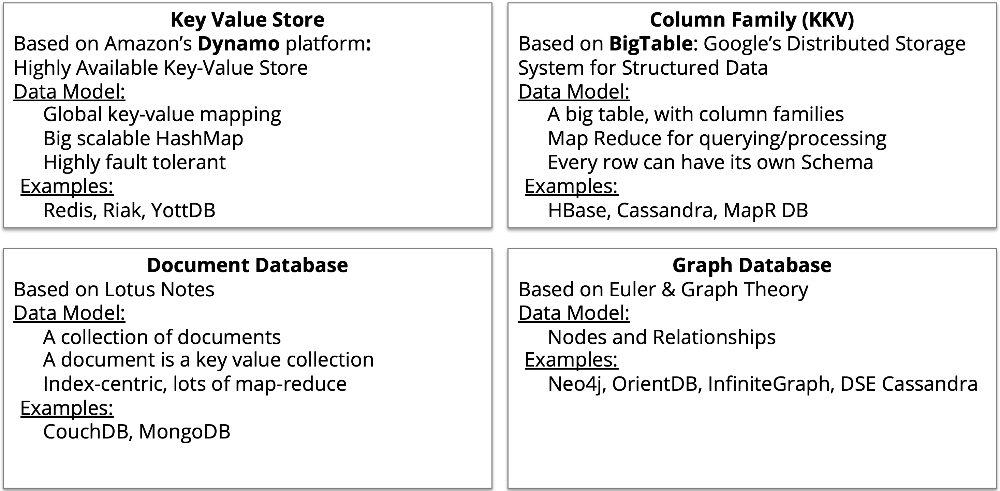 Key Value Store
Based on Amazon’s Dynamo platform:
Highly Available Key-Value Store
Data Model:
Global key-value mapping
Big scalable HashMap
Highly fault tolerant
Examples:
Redis, Riak, YottDB
Column Family (KKV)
Based on BigTable: Google’s Distributed Storage
System for Structured Data
Data Model:
A big table, with column families
Map Reduce for querying/processing
Every row can have its own Schema
Examples:
HBase, Cassandra, MapR DB
Document Database
Based on Lotus Notes
Data Model:
A collection of documents
A document is a key value collection
Index-centric, lots of map-reduce
Examples:
CouchDB, MongoDB
Graph Database
Based on Euler & Graph Theory
Data Model:
Nodes and Relationships
Examples:
Neo4j, OrientDB, InfiniteGraph, DSE Cassandra